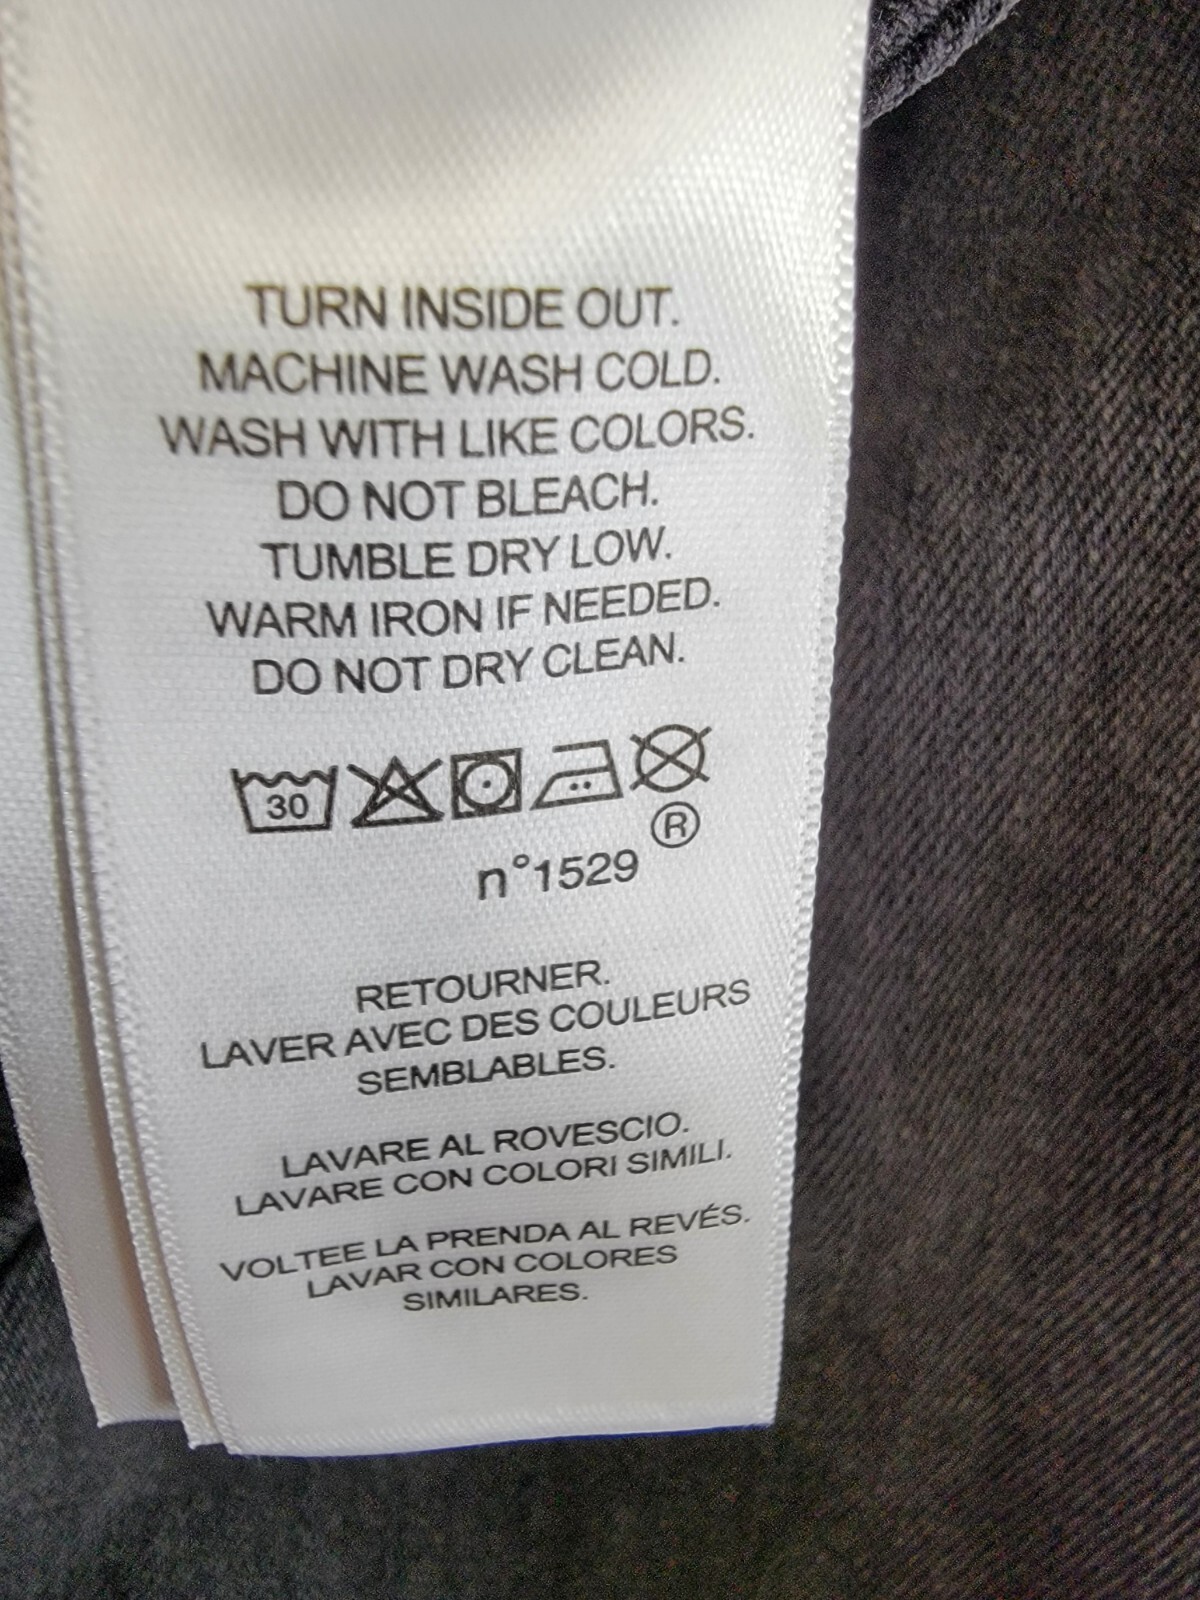 TURN INSIDE OUT.
MACHINE WASH COLD.
WASH WITH LIKE COLORS.
DO NOT BLEACH.
TUMBLE DRY LOW.
WARM IRON IF NEEDED.
DO NOT DRY CLEAN.
30
®
n°1529
RETOURNER.
LAVER AVEC DES COULEURS
SEMBLABLES.
LAVARE AL ROVESCIO.
LAVARE CON COLORI SIMILI.
VOLTEE LA PRENDA AL REVÉS.
LAVAR CON COLORES
SIMILARES.